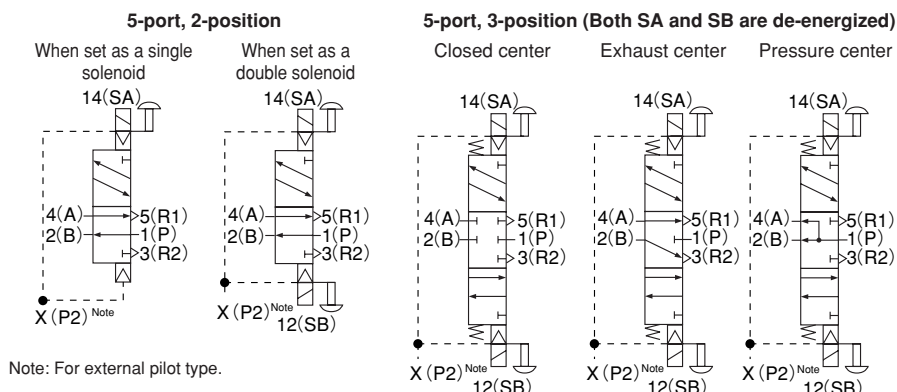 5-port, 2-position
When set as a single
solenoid
14(SA)
4(A)
2(B)
5(R1)
1(P)
3(R2)
X (P2) Note
When set as a
double solenoid
14(SA)
4(A)
2(B)
5(R1)
1(P)
3(R2)
X (P2) Note
12(SB)
Note: For external pilot type.
5-port, 3-position (Both SA and SB are de-energized)
Closed center
14(SA)
4(A)
2(B)
5(R1)
1(P)
3(R2)
X (P2) Note
12(SB)
Exhaust center
14(SA)
4(A)
2(B)
5(R1)
1(P)
3(R2)
X (P2) Note
12(SB)
Pressure center
14(SA)
4(A)
2(B)
5(R1)
1(P)
3(R2)
X (P2) Note
12(SB)